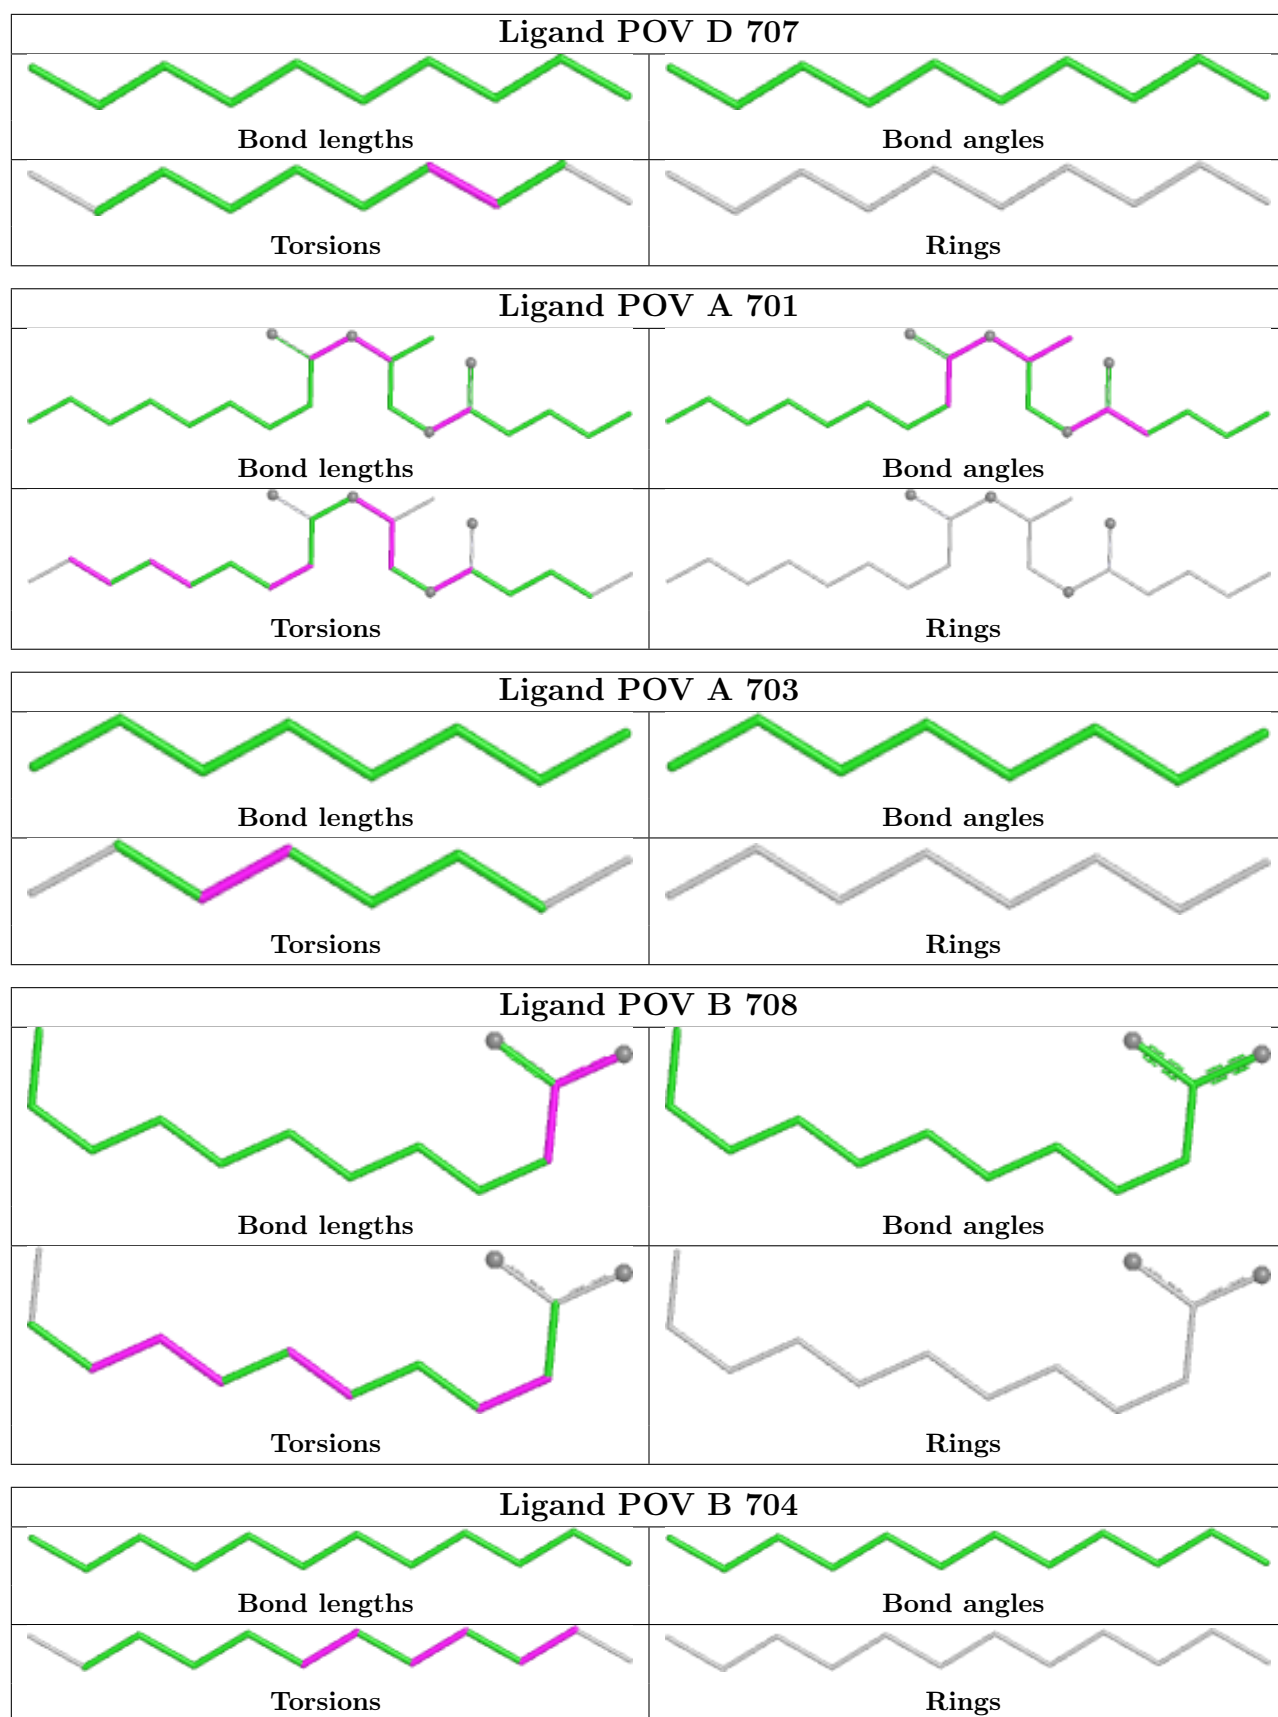 Ligand POV D 707
Bond lengths Bond angles
Torsions Rings
Ligand POV A 701
Bond lengths Bond angles
Torsions Rings
Ligand POV A 703
Bond lengths Bond angles
Torsions Rings
Ligand POV B 708
Bond lengths Bond angles
Torsions Rings
Ligand POV B 704
Bond lengths Bond angles
Torsions Rings